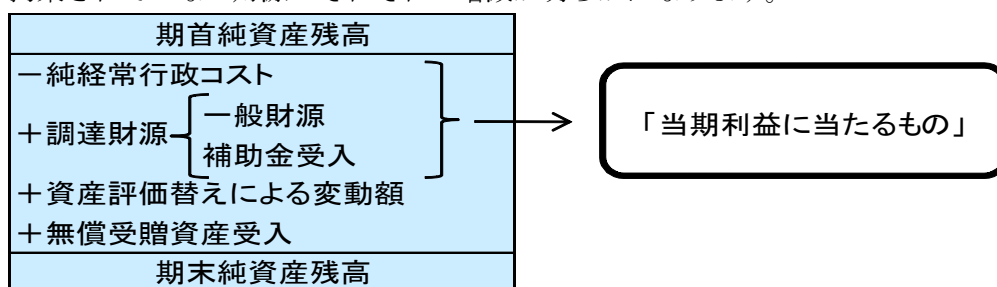 期首純資産残高
－純経常行政コスト
＋調達財源
一般財源
補助金受入
＋資産評価替えによる変動額
＋無償受贈資産受入
期末純資産残高
「当期利益に当たるもの」